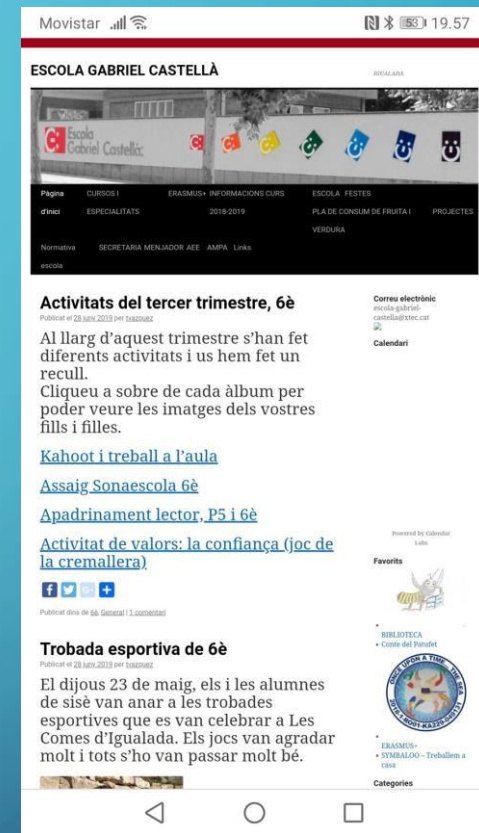 Movistar
53
19.57
ESCOLA GABRIEL CASTELLÀ
IGUALADA
Escola
Gabriel Castellà
Pàgina d'inici
CURSOS I ESPECIALITATS
ERASMUS+
INFORMACIONS CURS 2018-2019
ESCOLA
FESTES
PLA DE CONSUM DE FRUITA I VERDURA
PROJECTES
Normativa escola
SECRETARIA
MENJADOR
AEE
AMPA
Links
Activitats del tercer trimestre, 6è
Publicat el 28 juny 2019 per tvazquez
Al llarg d'aquest trimestre s'han fet
diferents activitats i us hem fet un
recull.
Cliqueu a sobre de cada àlbum per
poder veure les imatges dels vostres
fills i filles.
Kahoot i treball a l'aula
Assaig Sonaescola 6è
Apadrinament lector, P5 i 6è
Activitat de valors: la confiança (joc de
la cremallera)
Publicat dins de 6è, General | 1 comentari
Trobada esportiva de 6è
Publicat el 28 juny 2019 per tvazquez
El dijous 23 de maig, els i les alumnes
de sisè van anar a les trobades
esportives que es van celebrar a Les
Comes d'Igualada. Els jocs van agradar
molt i tots s'ho van passar molt bé.
Correu electrònic
escola-gabriel-
castella@xtec.cat
Calendari
Powered by Calendar
Labs
Favorits
BIBLIOTECA
Conte del Patufet
ONCE UPON A TIME... THE SEA
ERASMUS+
SYMBALOO – Treballem a
casa
Categories